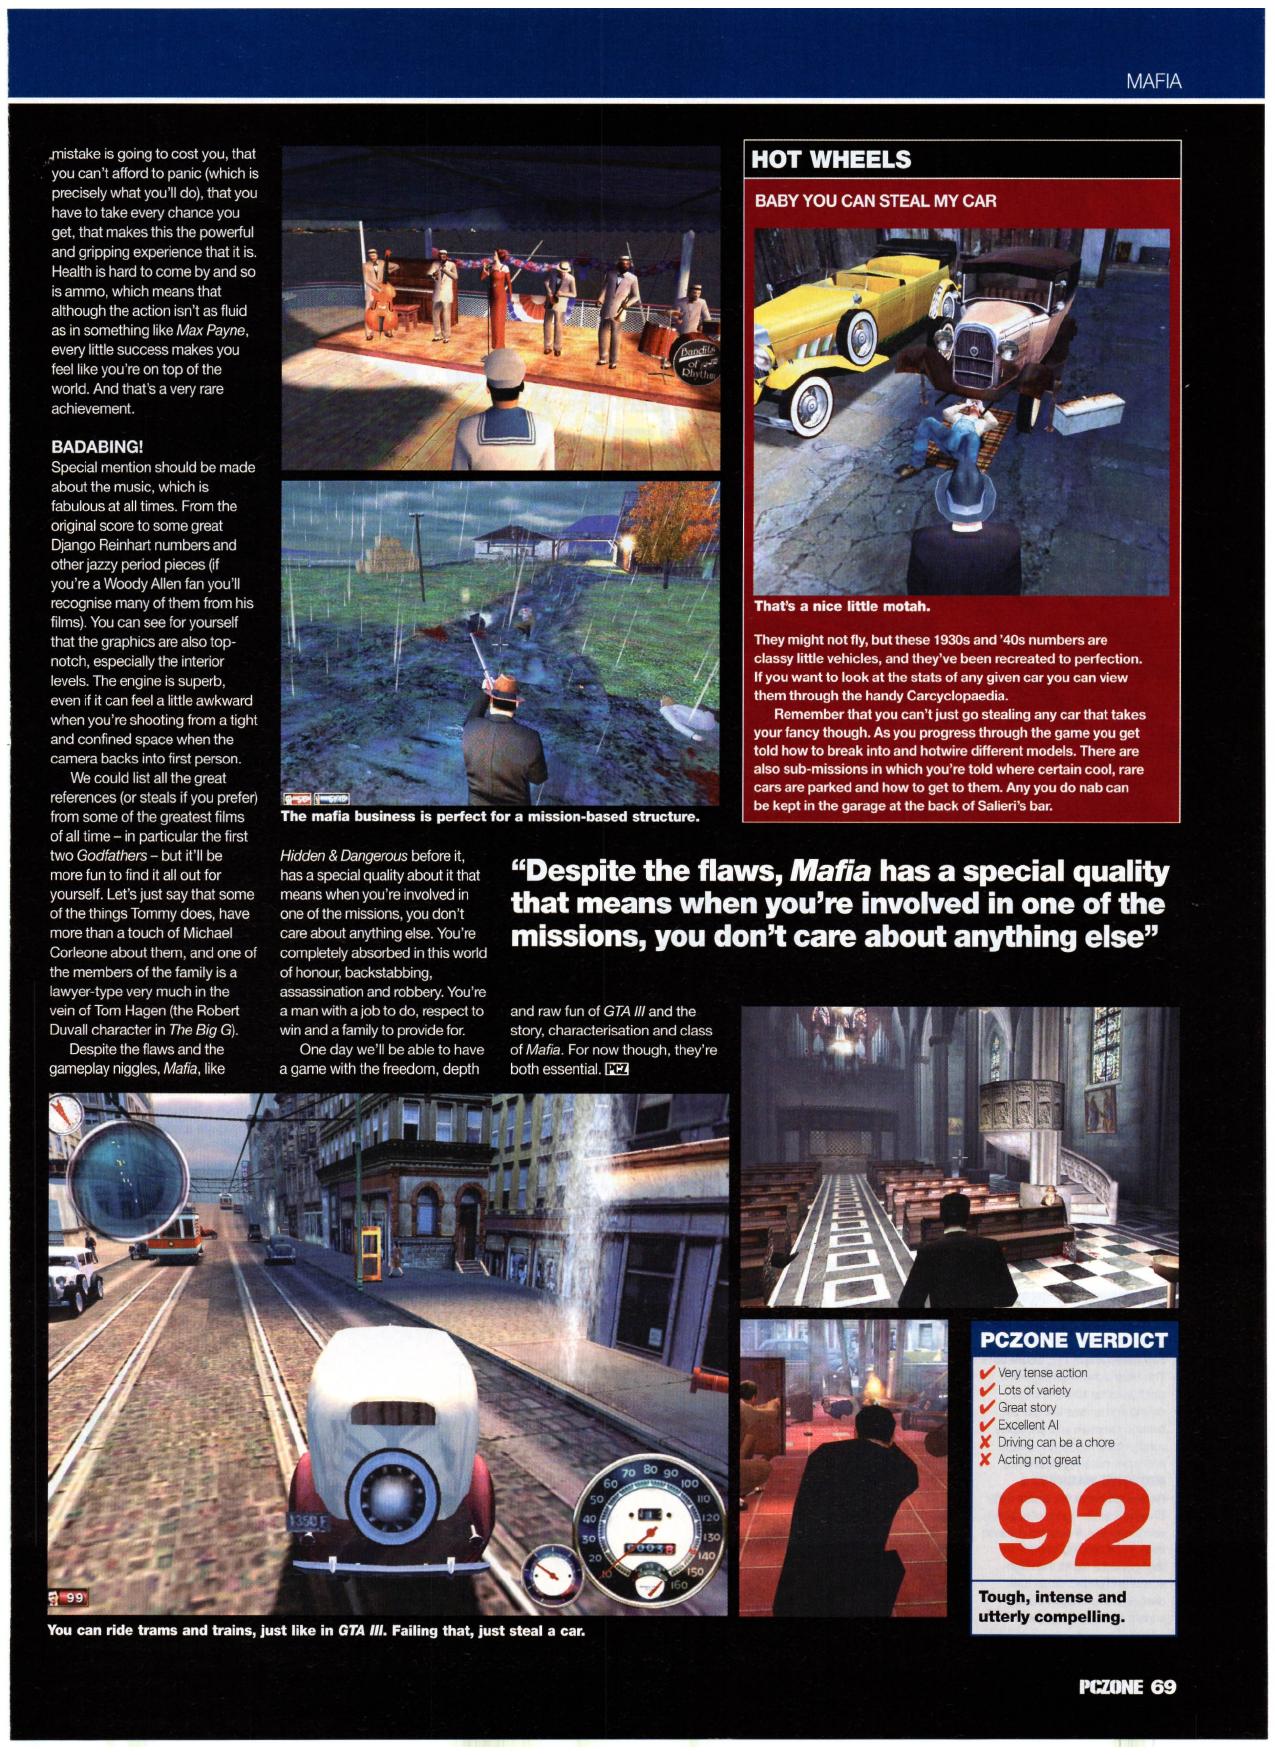 MAFIA
mistake is going to cost you, that
you can't afford to panic (which is
precisely what you'll do), that you
have to take every chance you
get, that makes this the powerful
and gripping experience that it is.
Health is hard to come by and so
is ammo, which means that
although the action isn't as fluid
as in something like Max Payne,
every little success makes you
feel like you're on top of the
world. And that's a very rare
achievement.
BADABING!
Special mention should be made
about the music, which is
fabulous at all times. From the
original score to some great
Django Reinhart numbers and
other jazzy period pieces (if
you're a Woody Allen fan you'll
recognise many of them from his
films). You can see for yourself
that the graphics are also top-
notch, especially the interior
levels. The engine is superb,
even if it can feel a little awkward
when you're shooting from a tight
and confined space when the
camera backs into first person.
We could list all the great
references (or steals if you prefer)
from some of the greatest films
of all time – in particular the first
two Godfathers – but it'll be
more fun to find it all out for
yourself. Let's just say that some
of the things Tommy does, have
more than a touch of Michael
Corleone about them, and one of
the members of the family is a
lawyer-type very much in the
vein of Tom Hagen (the Robert
Duvall character in The Big G).
Despite the flaws and the
gameplay niggles, Mafia, like
Bandits
of
Rhythm
The mafia business is perfect for a mission-based structure.
Hidden & Dangerous before it,
has a special quality about it that
means when you're involved in
one of the missions, you don't
care about anything else. You're
completely absorbed in this world
of honour, backstabbing,
assassination and robbery. You're
a man with a job to do, respect to
win and a family to provide for.
One day we'll be able to have
a game with the freedom, depth
and raw fun of GTA III and the
story, characterisation and class
of Mafia. For now though, they're
both essential. PCZ
"Despite the flaws, Mafia has a special quality
that means when you're involved in one of the
missions, you don't care about anything else"
HOT WHEELS
BABY YOU CAN STEAL MY CAR
That's a nice little motah.
They might not fly, but these 1930s and '40s numbers are
classy little vehicles, and they've been recreated to perfection.
If you want to look at the stats of any given car you can view
them through the handy Carcyclopaedia.
Remember that you can't just go stealing any car that takes
your fancy though. As you progress through the game you get
told how to break into and hotwire different models. There are
also sub-missions in which you're told where certain cool, rare
cars are parked and how to get to them. Any you do nab can
be kept in the garage at the back of Salieri's bar.
10 20 30 40 50 60 70 80 90 100 110 120 130 140 150 160
99
You can ride trams and trains, just like in GTA III. Failing that, just steal a car.
PCZONE VERDICT
✔ Very tense action
✔ Lots of variety
✔ Great story
✔ Excellent AI
✘ Driving can be a chore
✘ Acting not great
92
Tough, intense and
utterly compelling.
PCZONE 69